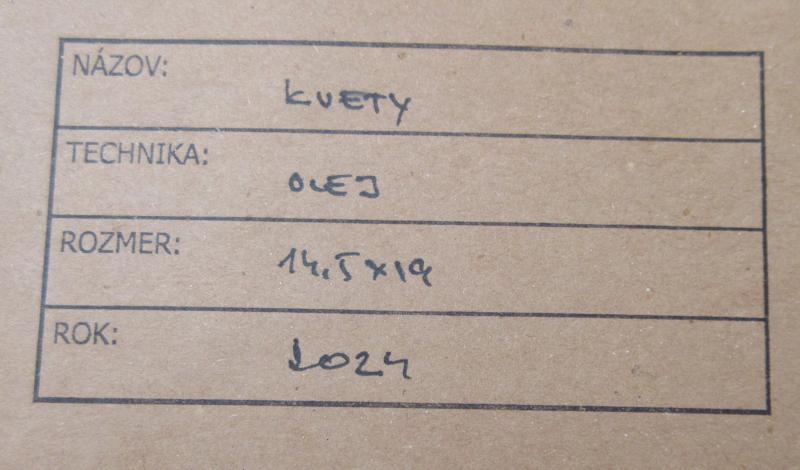 NÁZOV:
KVETY
TECHNIKA:
OLEJ
ROZMER:
14,5x19
ROK:
2024